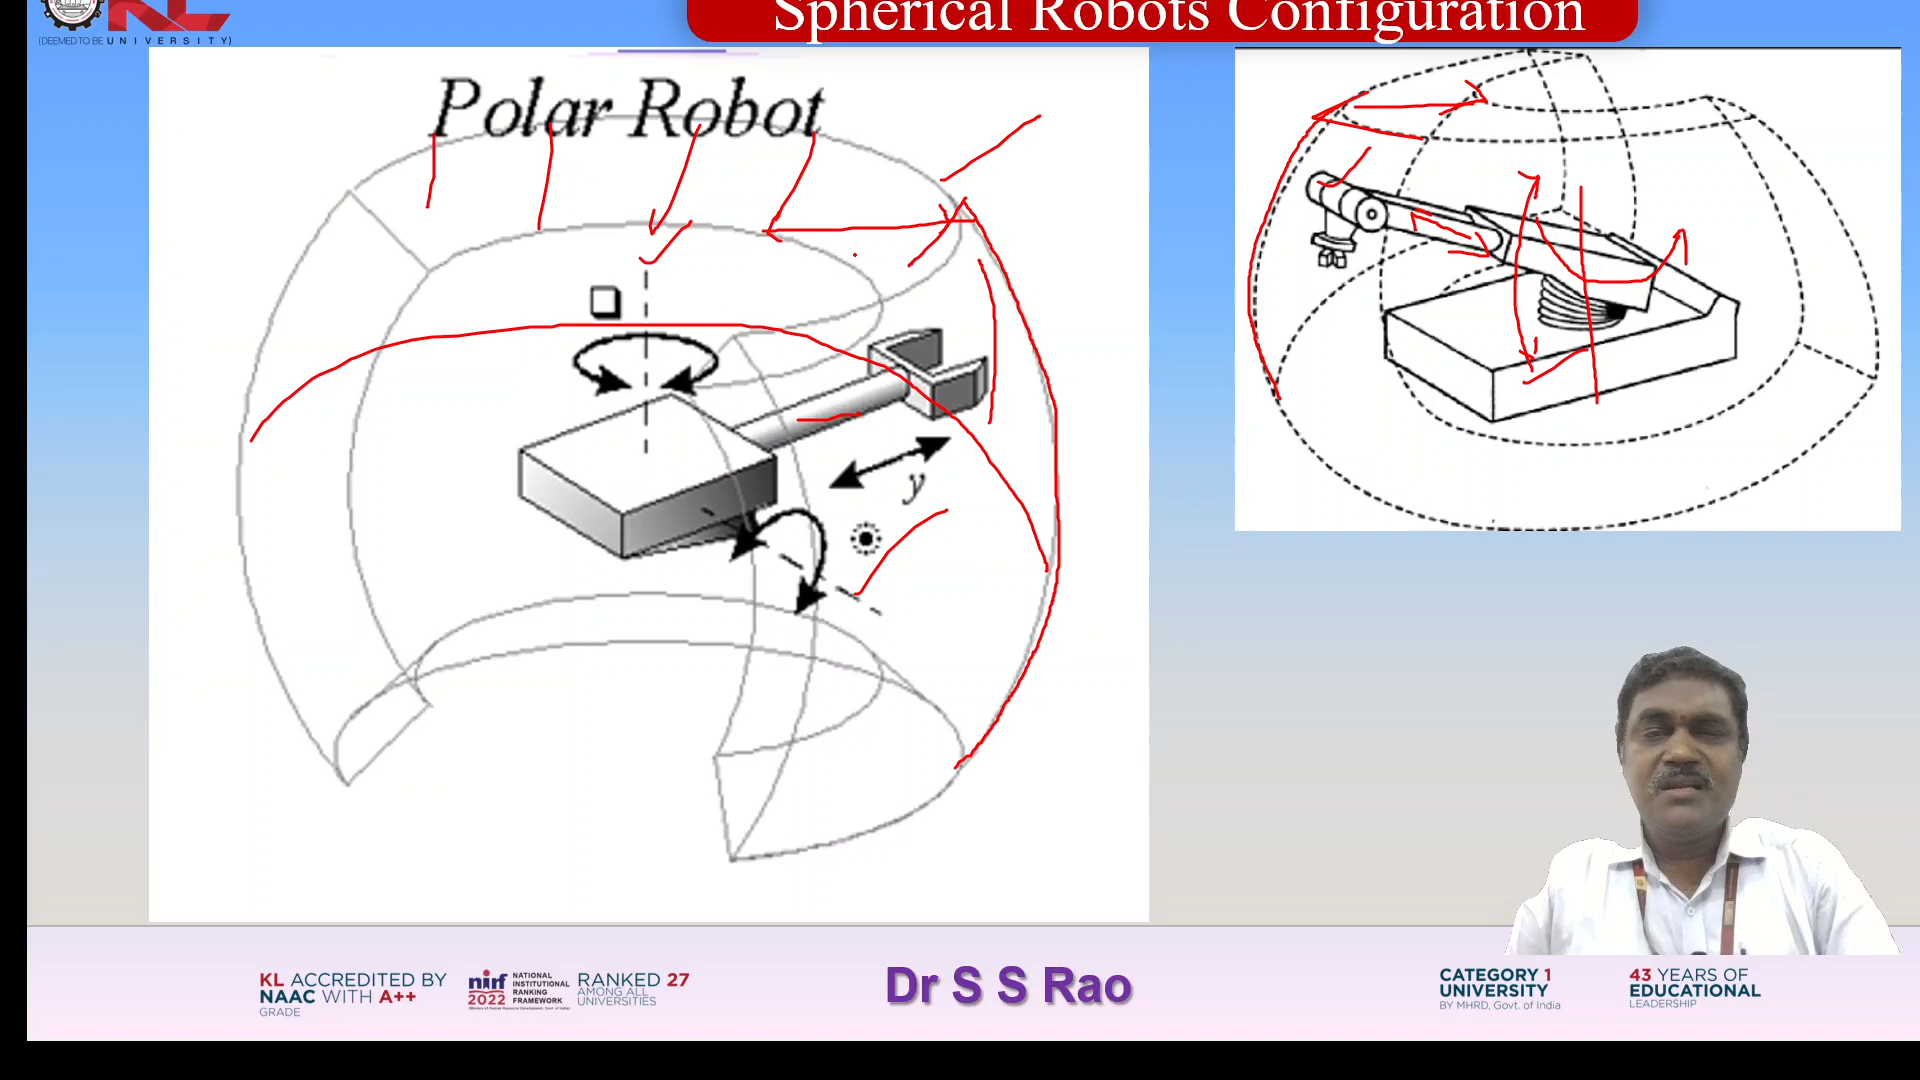 Spherical Robots Configuration
KL
(DEEMED TO BE UNIVERSITY)
Polar Robot
y
KL ACCREDITED BY
NAAC WITH A++
GRADE
nirf
2022
NATIONAL
INSTITUTIONAL
RANKING
FRAMEWORK
RANKED 27
AMONG ALL
UNIVERSITIES
Dr S S Rao
CATEGORY 1
UNIVERSITY
BY MHRD, Govt. of India
43 YEARS OF
EDUCATIONAL
LEADERSHIP